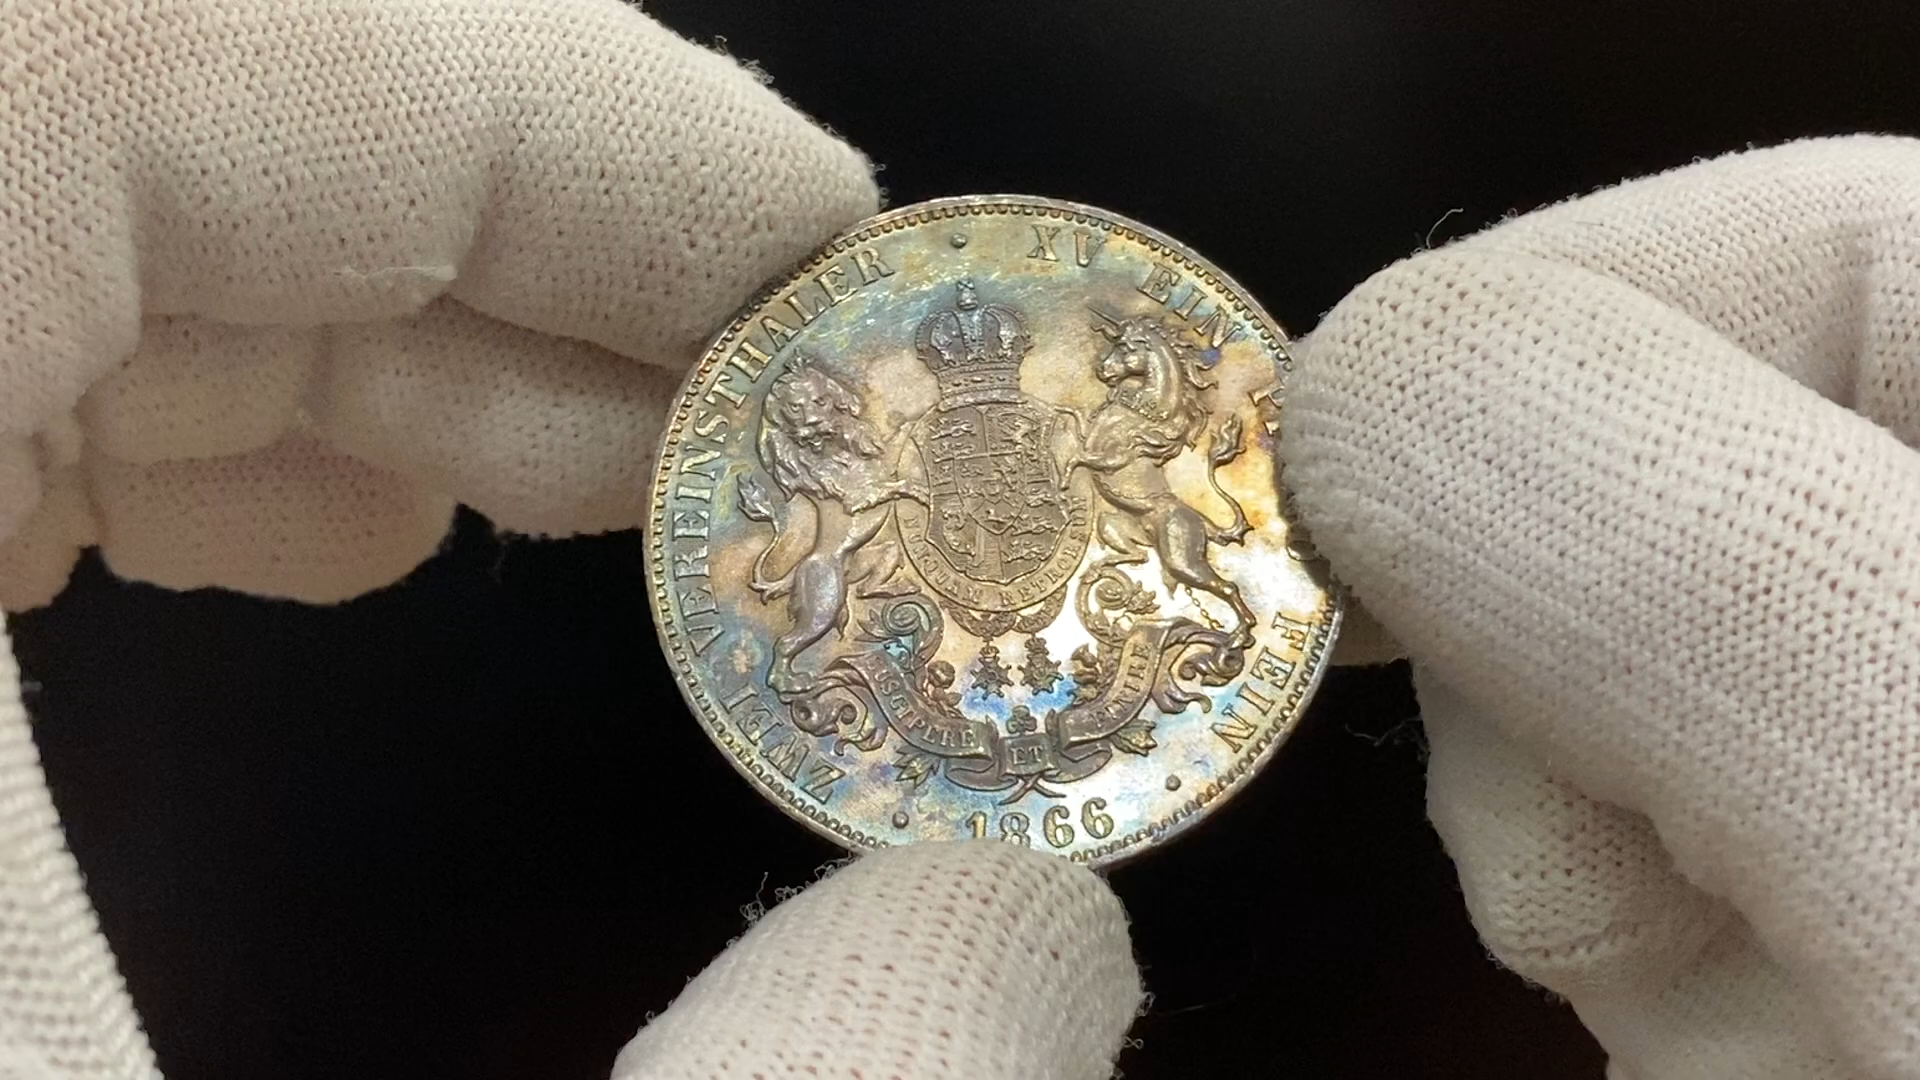 ZWEI VEREINSTHALER · XV EIN P FEIN ·
NUNQUAM RETRORSUM
SUSCIPERE ET FINIRE
· 1866